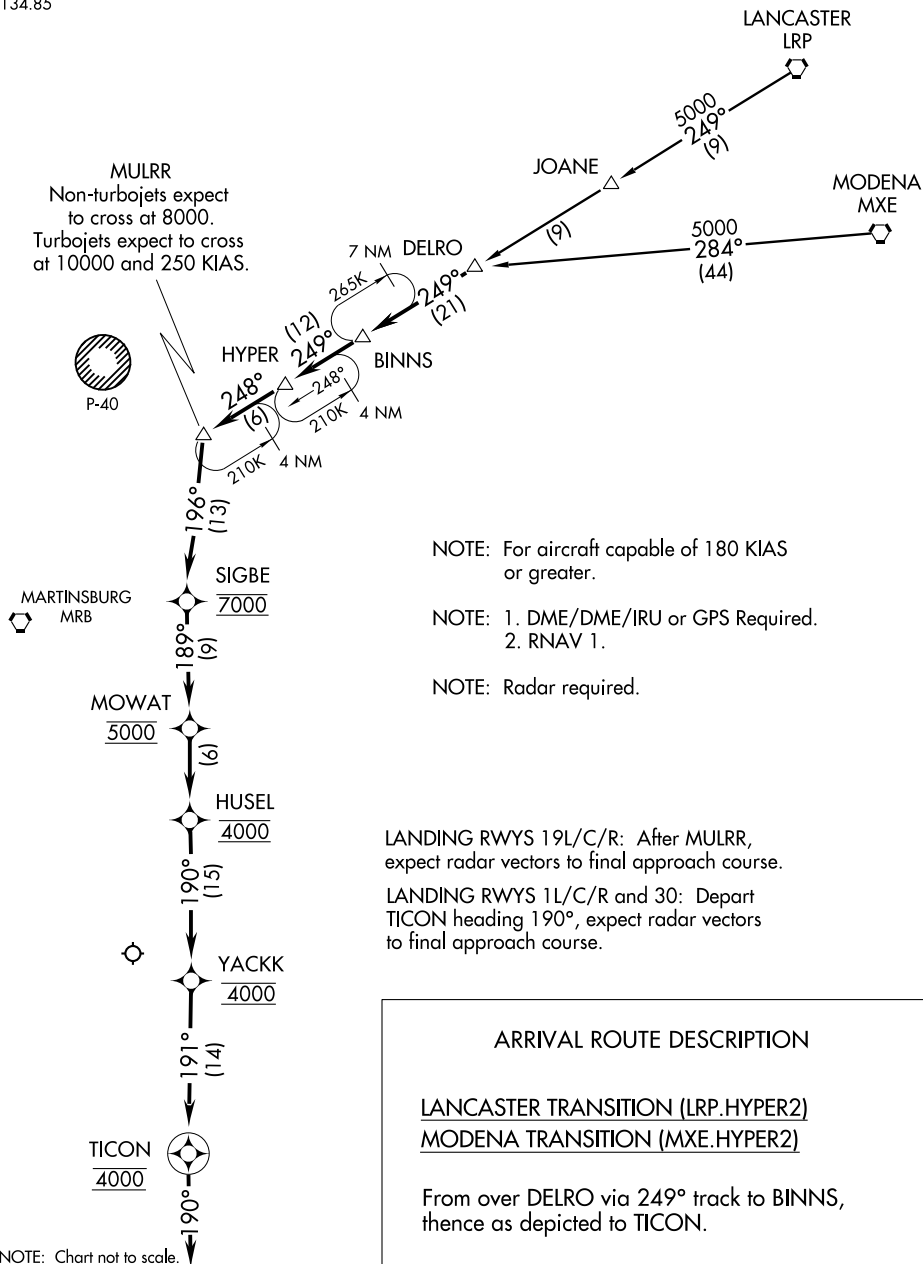 134.85
LANCASTER
LRP
5000
249°
(9)
JOANE
MODENA
MXE
MULRR
Non-turbojets expect
to cross at 8000.
Turbojets expect to cross
at 10000 and 250 KIAS.
(9)
5000
284°
(44)
7 NM
DELRO
265K
249°
(21)
(12)
249°
HYPER
BINNS
P-40
248°
(6)
248°
210K
4 NM
210K
4 NM
196°
(13)
NOTE: For aircraft capable of 180 KIAS
or greater.
SIGBE
7000
MARTINSBURG
MRB
NOTE: 1. DME/DME/IRU or GPS Required.
2. RNAV 1.
189°
(9)
NOTE: Radar required.
MOWAT
5000
(6)
HUSEL
4000
LANDING RWYS 19L/C/R: After MULRR,
expect radar vectors to final approach course.
190°
(15)
LANDING RWYS 1L/C/R and 30: Depart
TICON heading 190°, expect radar vectors
to final approach course.
YACKK
4000
191°
(14)
ARRIVAL ROUTE DESCRIPTION
LANCASTER TRANSITION (LRP.HYPER2)
MODENA TRANSITION (MXE.HYPER2)
TICON
4000
From over DELRO via 249° track to BINNS,
thence as depicted to TICON.
190°
NOTE: Chart not to scale.